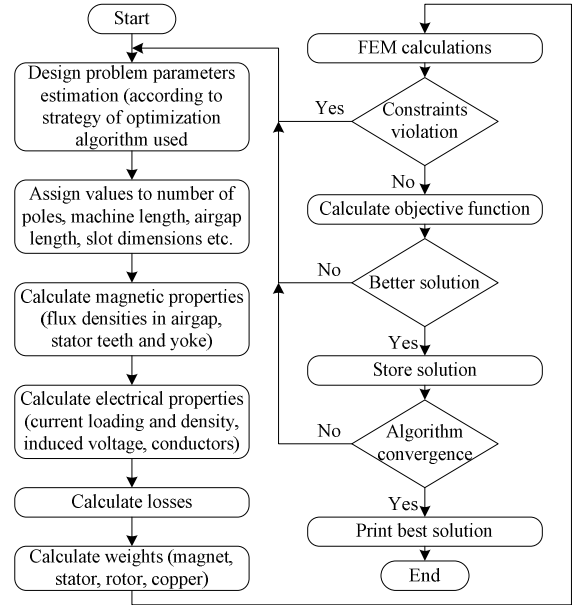 Start
Design problem parameters
estimation (according to
strategy of optimization
algorithm used
Assign values to number of
poles, machine length, airgap
length, slot dimensions etc.
Calculate magnetic properties
(flux densities in airgap,
stator teeth and yoke)
Calculate electrical properties
(current loading and density,
induced voltage, conductors)
Calculate losses
Calculate weights (magnet,
stator, rotor, copper)
FEM calculations
Yes
Constraints
violation
No
Calculate objective function
No
Better solution
Yes
Store solution
No
Algorithm
convergence
Yes
Print best solution
End